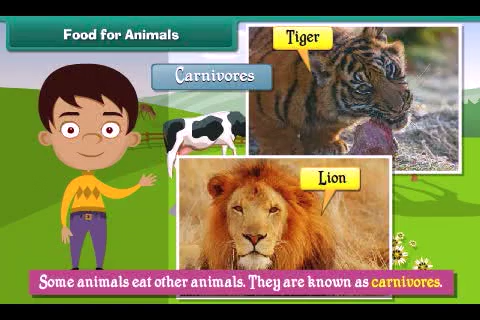 Food for Animals
Tiger
Carnivores
Lion
Some animals eat other animals. They are known as carnivores.